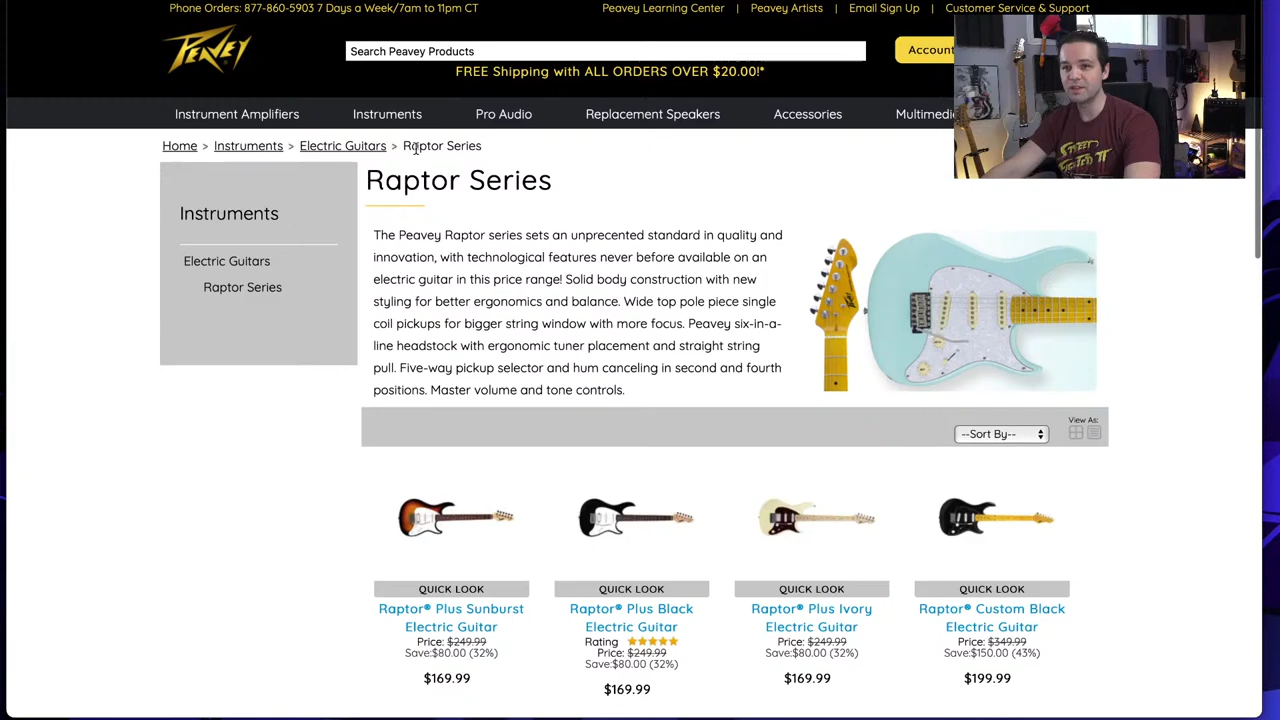 Phone Orders: 877-860-5903 7 Days a Week/7am to 11pm CT
Peavey Learning Center | Peavey Artists | Email Sign Up | Customer Service & Support
PEAVEY
Search Peavey Products
Account
FREE Shipping with ALL ORDERS OVER $20.00!*
Instrument Amplifiers
Instruments
Pro Audio
Replacement Speakers
Accessories
Multimedi
STREET FIGHTER II
Home > Instruments > Electric Guitars > Raptor Series
Instruments
Electric Guitars
Raptor Series
Raptor Series
The Peavey Raptor series sets an unprecented standard in quality and
innovation, with technological features never before available on an
electric guitar in this price range! Solid body construction with new
styling for better ergonomics and balance. Wide top pole piece single
coil pickups for bigger string window with more focus. Peavey six-in-a-
line headstock with ergonomic tuner placement and straight string
pull. Five-way pickup selector and hum canceling in second and fourth
positions. Master volume and tone controls.
PEAVEY
--Sort By--
View As:
QUICK LOOK
Raptor® Plus Sunburst
Electric Guitar
Price: $249.99
Save:$80.00 (32%)
$169.99
QUICK LOOK
Raptor® Plus Black
Electric Guitar
Rating
Price: $249.99
Save:$80.00 (32%)
$169.99
QUICK LOOK
Raptor® Plus Ivory
Electric Guitar
Price: $249.99
Save:$80.00 (32%)
$169.99
QUICK LOOK
Raptor® Custom Black
Electric Guitar
Price: $349.99
Save:$150.00 (43%)
$199.99